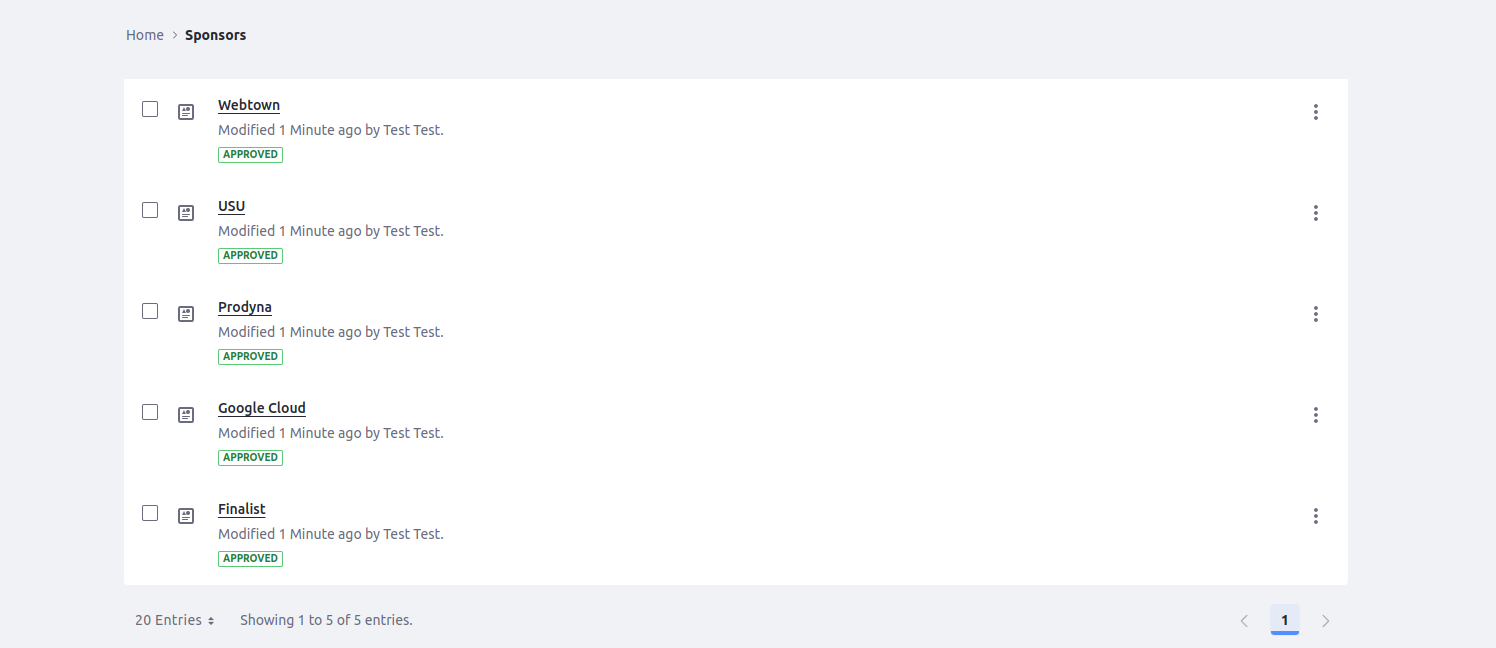 Home > Sponsors
Webtown
Modified 1 Minute ago by Test Test.
APPROVED
USU
Modified 1 Minute ago by Test Test.
APPROVED
Prodyna
Modified 1 Minute ago by Test Test.
APPROVED
Google Cloud
Modified 1 Minute ago by Test Test.
APPROVED
Finalist
Modified 1 Minute ago by Test Test.
APPROVED
20 Entries Showing 1 to 5 of 5 entries. 1